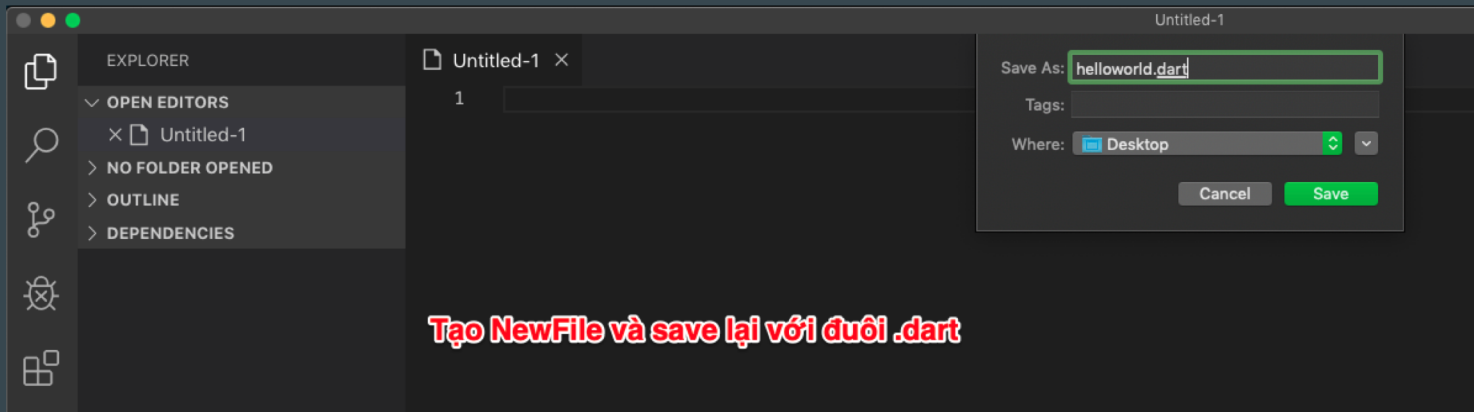 Untitled-1
EXPLORER
OPEN EDITORS
Untitled-1
NO FOLDER OPENED
OUTLINE
DEPENDENCIES
Untitled-1
1
Save As: helloworld.dart
Tags:
Where: Desktop
Cancel Save
Tạo NewFile và save lại với đuôi .dart